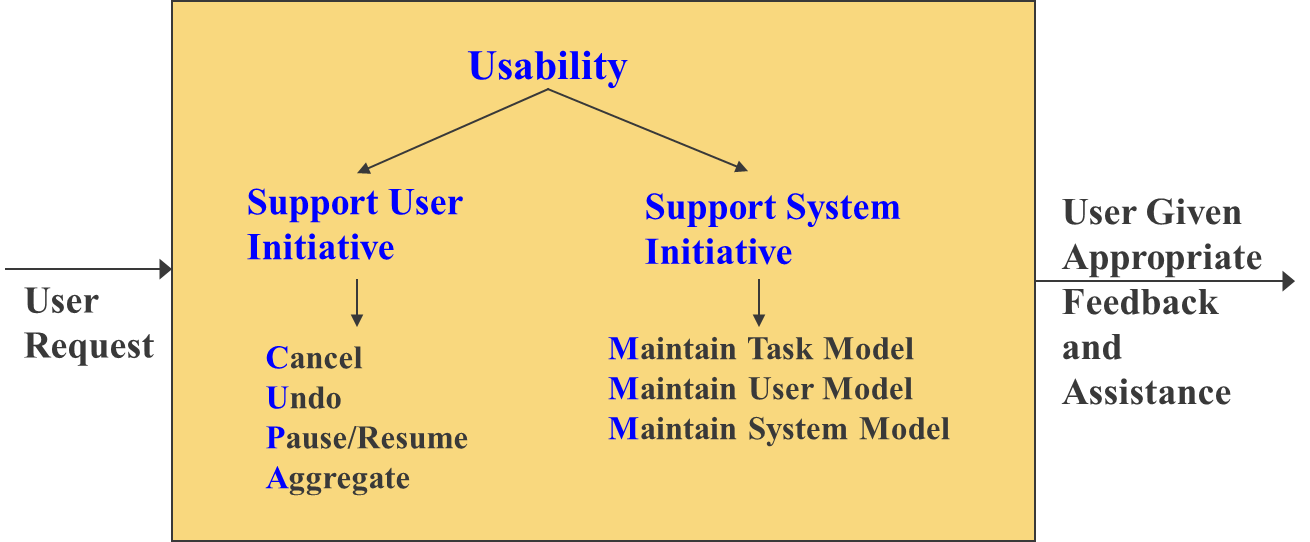 Usability
Support User
Initiative
Support System
Initiative
User
Request
Cancel
Undo
Pause/Resume
Aggregate
Maintain Task Model
Maintain User Model
Maintain System Model
User Given
Appropriate
Feedback
and
Assistance